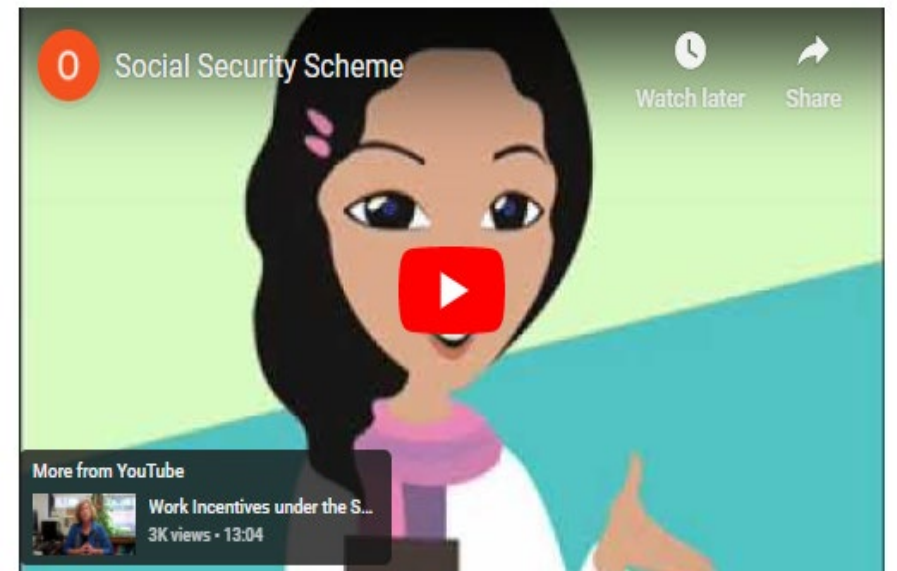 O Social Security Scheme
Watch later Share
More from YouTube
Work Incentives under the S...
3K views • 13:04